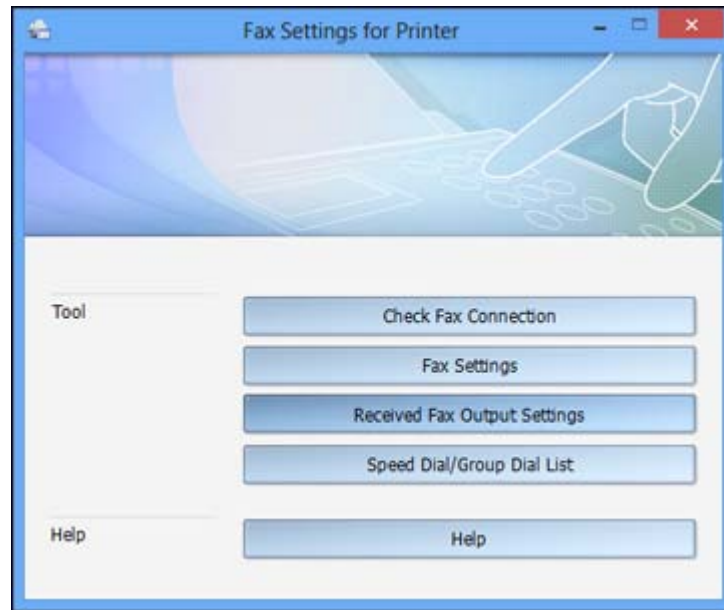 Fax Settings for Printer
Tool
Check Fax Connection
Fax Settings
Received Fax Output Settings
Speed Dial/Group Dial List
Help
Help